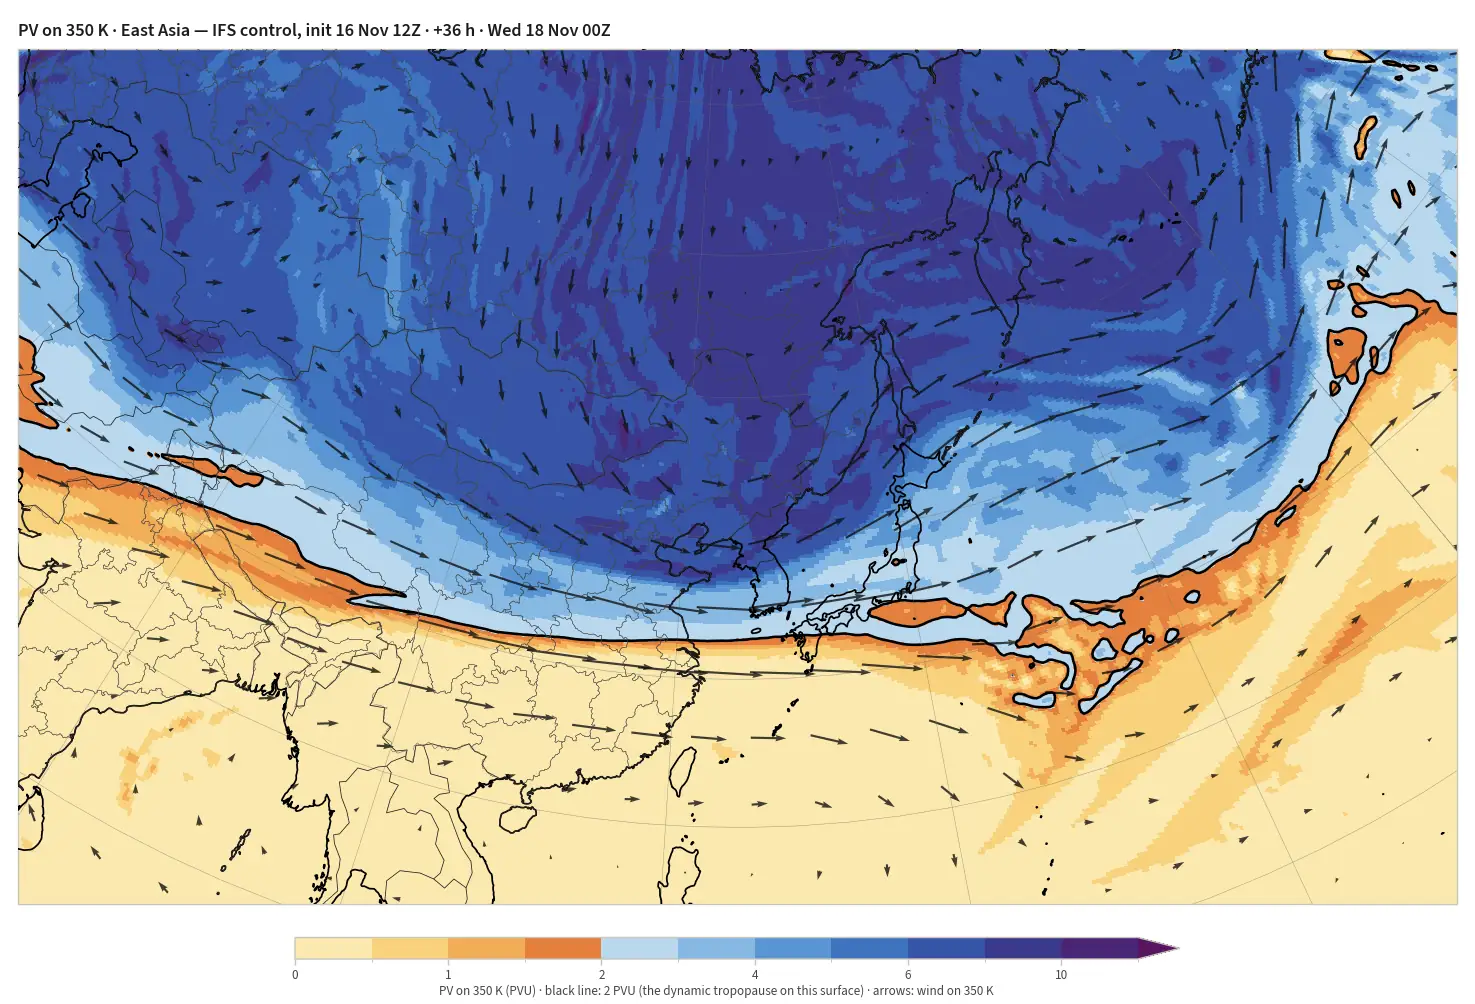 PV on 350 K · East Asia — IFS control, init 16 Nov 12Z · +36 h · Wed 18 Nov 00Z
0 1 2 4 6 10
PV on 350 K (PVU) · black line: 2 PVU (the dynamic tropopause on this surface) · arrows: wind on 350 K